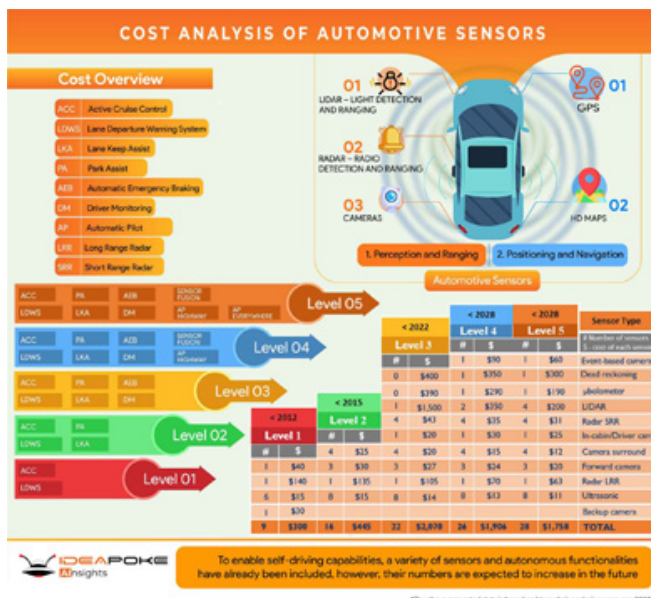 COST ANALYSIS OF AUTOMOTIVE SENSORS
Cost Overview
ACC Active Cruise Control
LDWS Lane Departure Warning System
LKA Lane Keep Assist
PA Park Assist
AEB Automatic Emergency Braking
DM Driver Monitoring
AP Automatic Pilot
LRR Long Range Radar
SRR Short Range Radar
01
LIDAR – LIGHT DETECTION
AND RANGING
02
RADAR – RADIO
DETECTION AND RANGING
03
CAMERAS
01
GPS
02
HD MAPS
1. Perception and Ranging
2. Positioning and Navigation
Automotive Sensors
ACC PA AEB SENSOR FUSION
LDWS LKA DM AP HIGHWAY AP EVERYWHERE
Level 05
ACC PA AEB SENSOR FUSION
LDWS LKA DM AP HIGHWAY
Level 04
ACC PA AEB
LDWS LKA DM
Level 03
ACC PA
LDWS LKA
Level 02
ACC
LDWS
Level 01
< 2012 < 2015 < 2022 < 2028 < 2028 Sensor Type
Level 1 Level 2 Level 3 Level 4 Level 5 # Number of sensors
# $ # $ # $ # $ # $ $ - cost of each sensor
1 $90 1 $60 Event-based camera
0 $400 1 $350 1 $300 Dead reckoning
0 $390 1 $290 1 $190 µbolometer
1 $1,500 2 $350 4 $200 LIDAR
4 $43 4 $35 4 $31 Radar SRR
1 $20 1 $30 1 $25 In-cabin/Driver cam
4 $25 4 $20 4 $15 4 $12 Camera surround
1 $40 3 $30 3 $27 3 $24 3 $20 Forward camera
1 $140 1 $135 1 $105 1 $70 1 $63 Radar LRR
6 $15 8 $15 8 $14 8 $13 8 $11 Ultrasonic
1 $30 Backup camera
9 $300 16 $445 22 $2,070 26 $1,906 28 $1,758 TOTAL
IDEAPOKE
AInsights
To enable self-driving capabilities, a variety of sensors and autonomous functionalities
have already been included, however, their numbers are expected to increase in the future